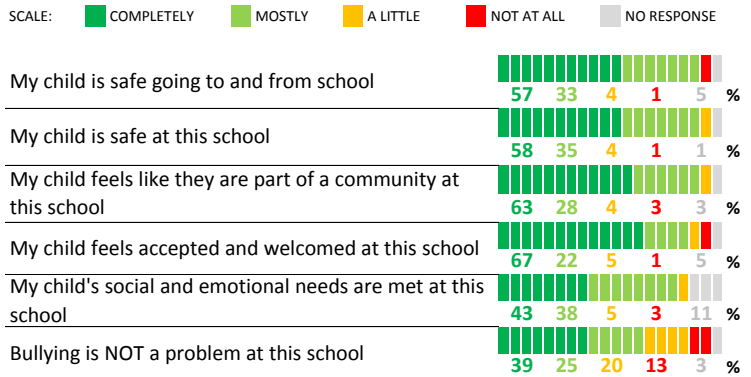 SCALE: COMPLETELY MOSTLY A LITTLE NOT AT ALL NO RESPONSE
My child is safe going to and from school
57 33 4 1 5 %
My child is safe at this school
58 35 4 1 1 %
My child feels like they are part of a community at
this school
63 28 4 3 3 %
My child feels accepted and welcomed at this school
67 22 5 1 5 %
My child's social and emotional needs are met at this
school
43 38 5 3 11 %
Bullying is NOT a problem at this school
39 25 20 13 3 %